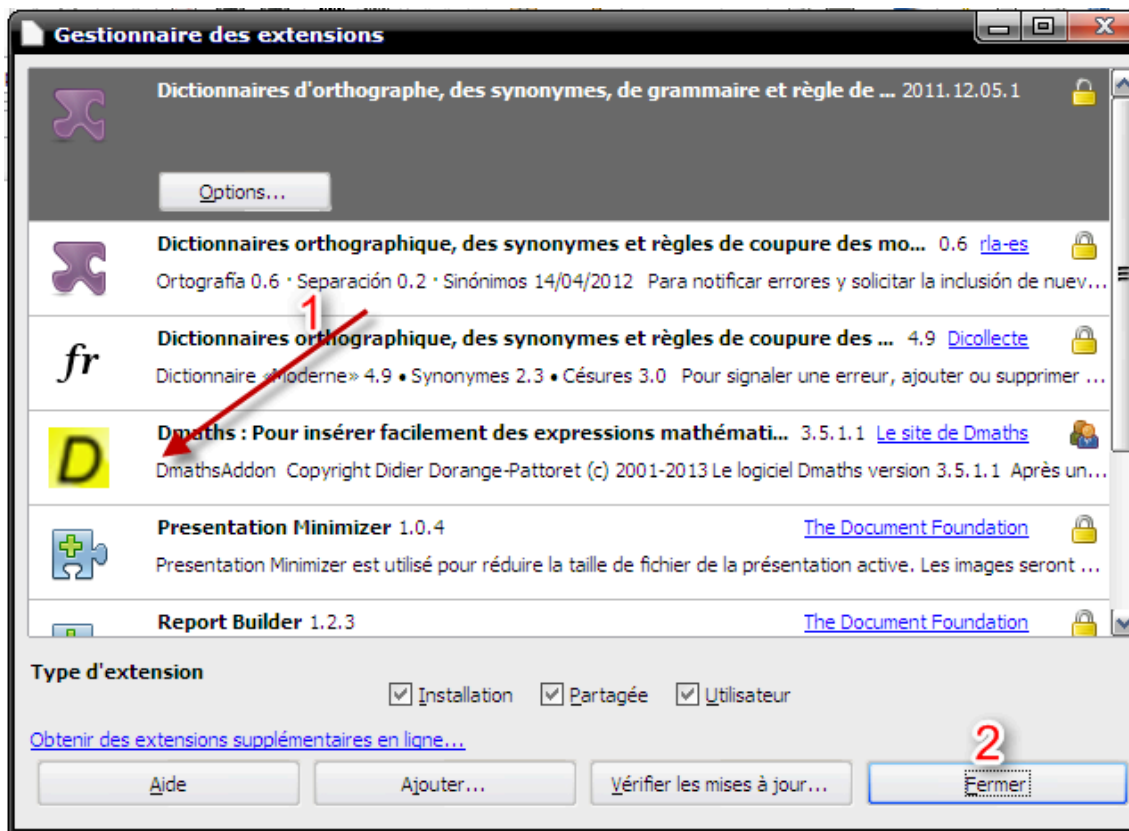 Gestionnaire des extensions
Dictionnaires d'orthographe, des synonymes, de grammaire et règle de ... 2011.12.05.1
Options...
Dictionnaires orthographique, des synonymes et règles de coupure des mo... 0.6 rla-es
Ortografía 0.6 · Separación 0.2 · Sinónimos 14/04/2012 Para notificar errores y solicitar la inclusión de nuev...
1
fr
Dictionnaires orthographique, des synonymes et règles de coupure des ... 4.9 Dicollecte
Dictionnaire «Moderne» 4.9 • Synonymes 2.3 • Césures 3.0 Pour signaler une erreur, ajouter ou supprimer ...
D
Dmaths : Pour insérer facilement des expressions mathémati... 3.5.1.1 Le site de Dmaths
DmathsAddon Copyright Didier Dorange-Pattoret (c) 2001-2013 Le logiciel Dmaths version 3.5.1.1 Après un...
Presentation Minimizer 1.0.4 The Document Foundation
Presentation Minimizer est utilisé pour réduire la taille de fichier de la présentation active. Les images seront ...
Report Builder 1.2.3 The Document Foundation
Type d'extension
Installation Partagée Utilisateur
Obtenir des extensions supplémentaires en ligne...
2
Aide Ajouter... Vérifier les mises à jour... Fermer